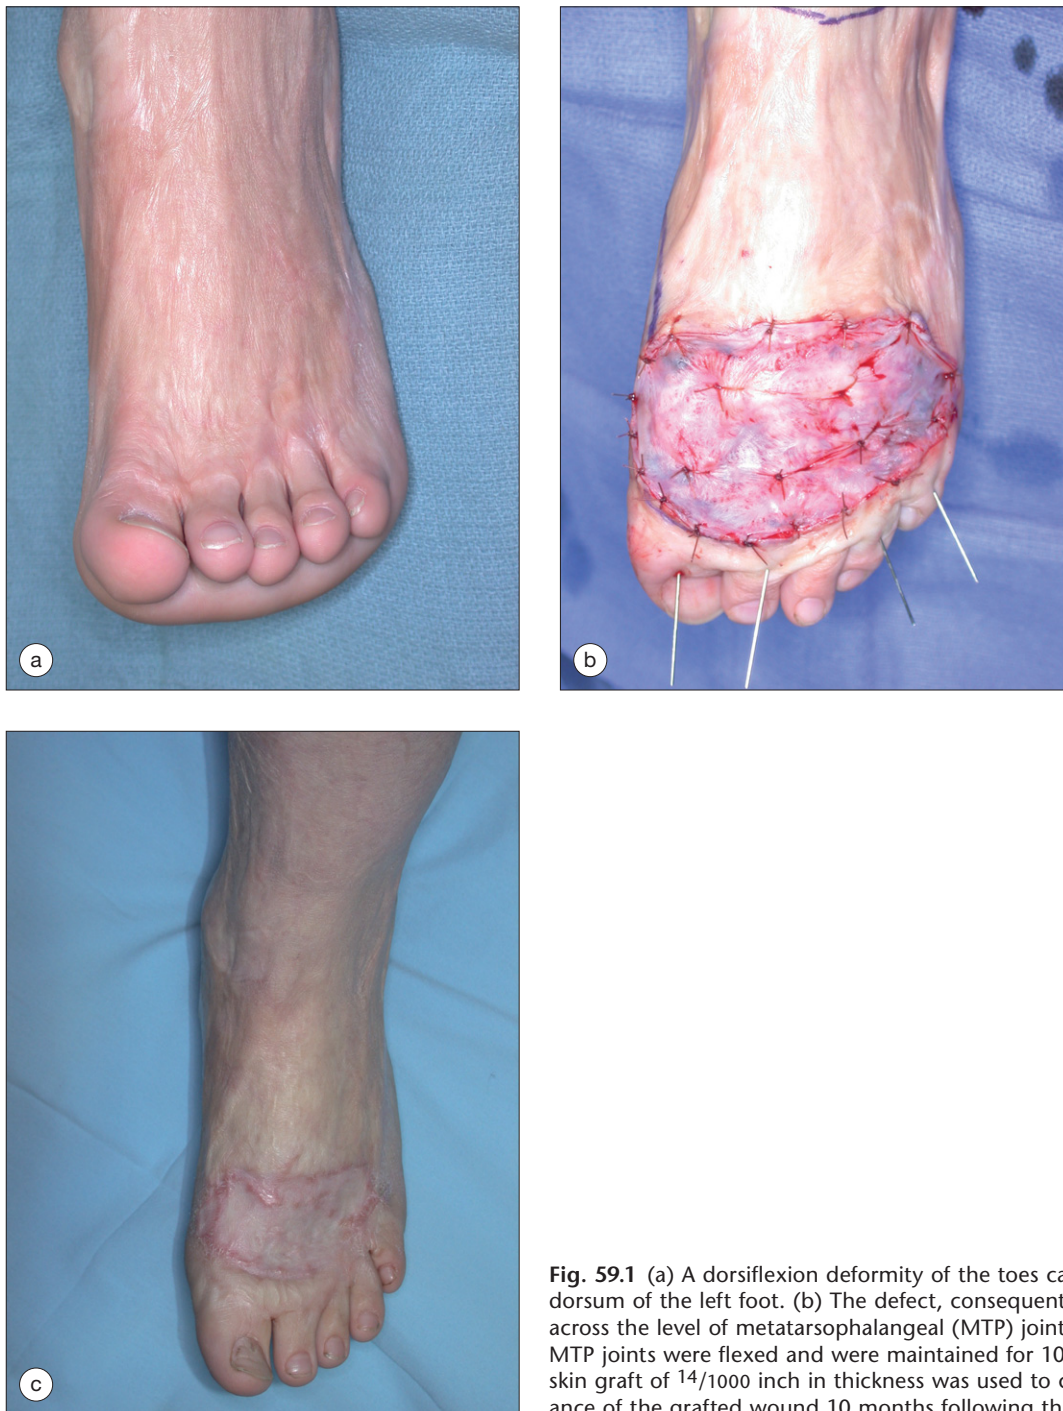 a
b
c
Fig. 59.1 (a) A dorsiflexion deformity of the toes ca
dorsum of the left foot. (b) The defect, consequent
across the level of metatarsophalangeal (MTP) joint
MTP joints were flexed and were maintained for 10
skin graft of 14/1000 inch in thickness was used to
ance of the grafted wound 10 months following th